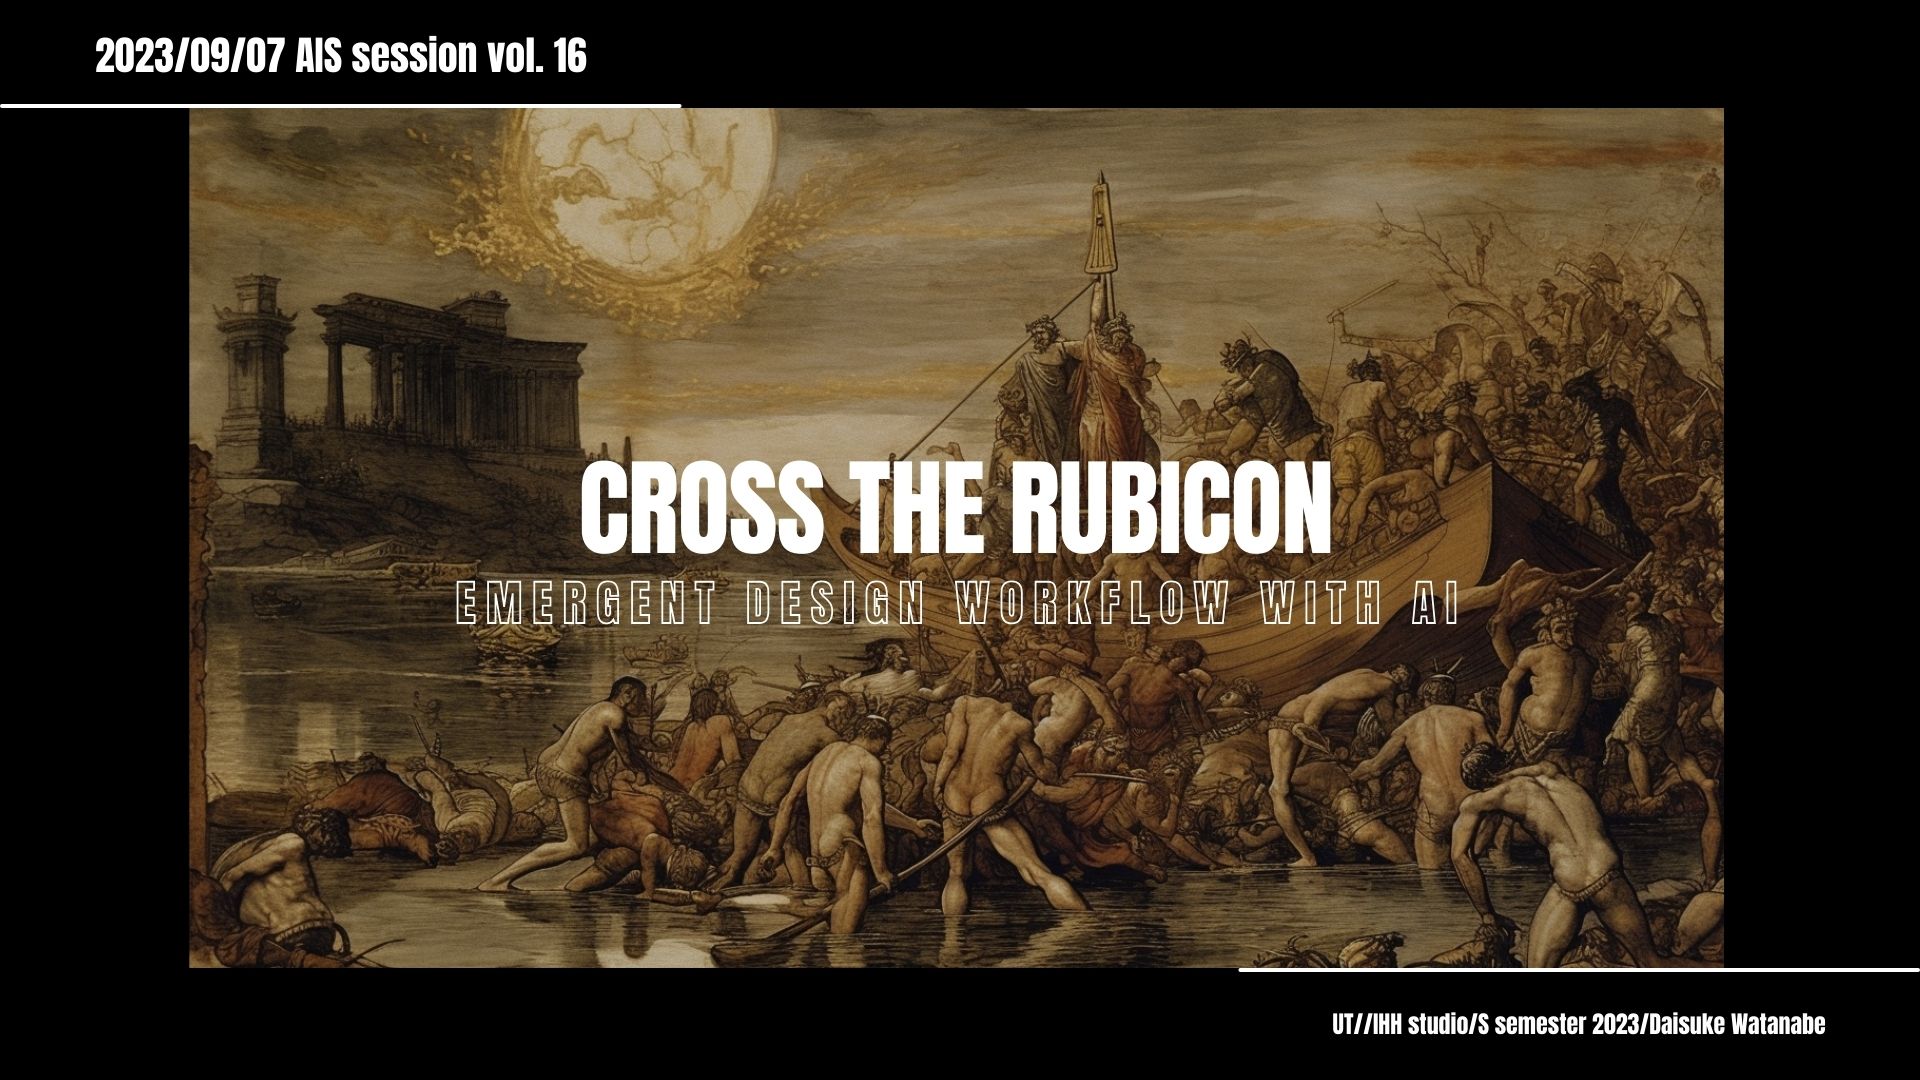 2023/09/07 AIS session vol. 16
CROSS THE RUBICON
EMERGENT DESIGN WORKFLOW WITH AI
UT//IHH studio/S semester 2023/Daisuke Watanabe